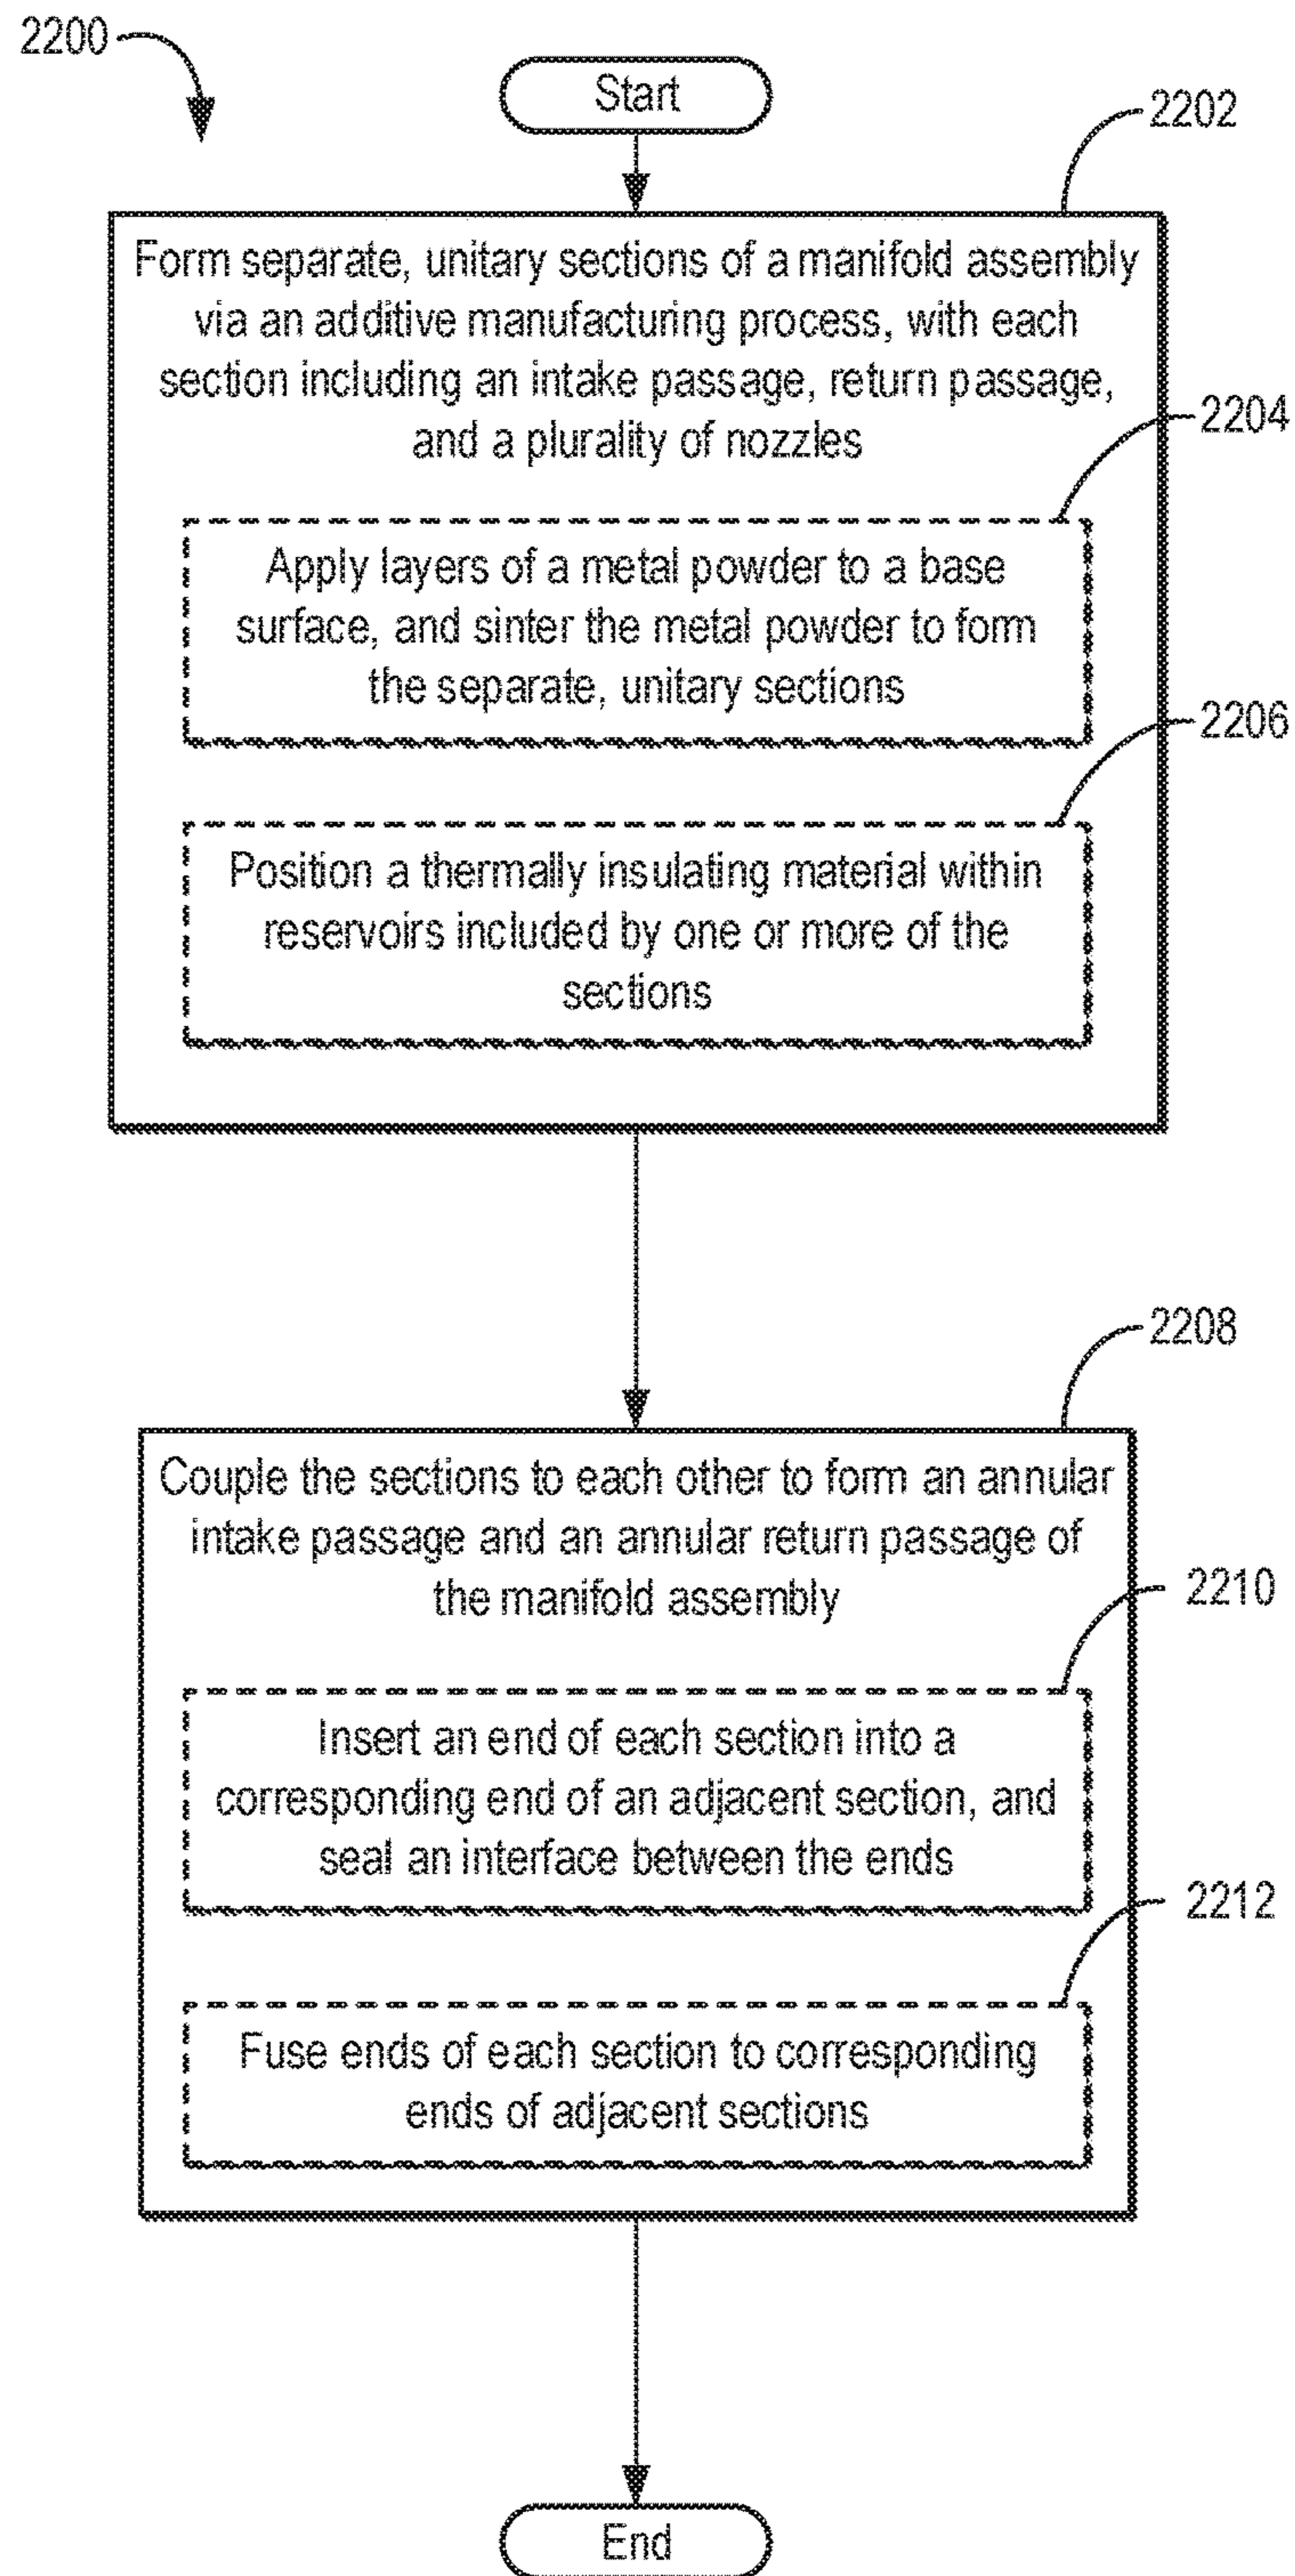 2200
Start
2202
Form separate, unitary sections of a manifold assembly
via an additive manufacturing process, with each
section including an intake passage, return passage,
and a plurality of nozzles
2204
Apply layers of a metal powder to a base
surface, and sinter the metal powder to form
the separate, unitary sections
2206
Position a thermally insulating material within
reservoirs included by one or more of the
sections
2208
Couple the sections to each other to form an annular
intake passage and an annular return passage of
the manifold assembly
2210
Insert an end of each section into a
corresponding end of an adjacent section, and
seal an interface between the ends
2212
Fuse ends of each section to corresponding
ends of adjacent sections
End